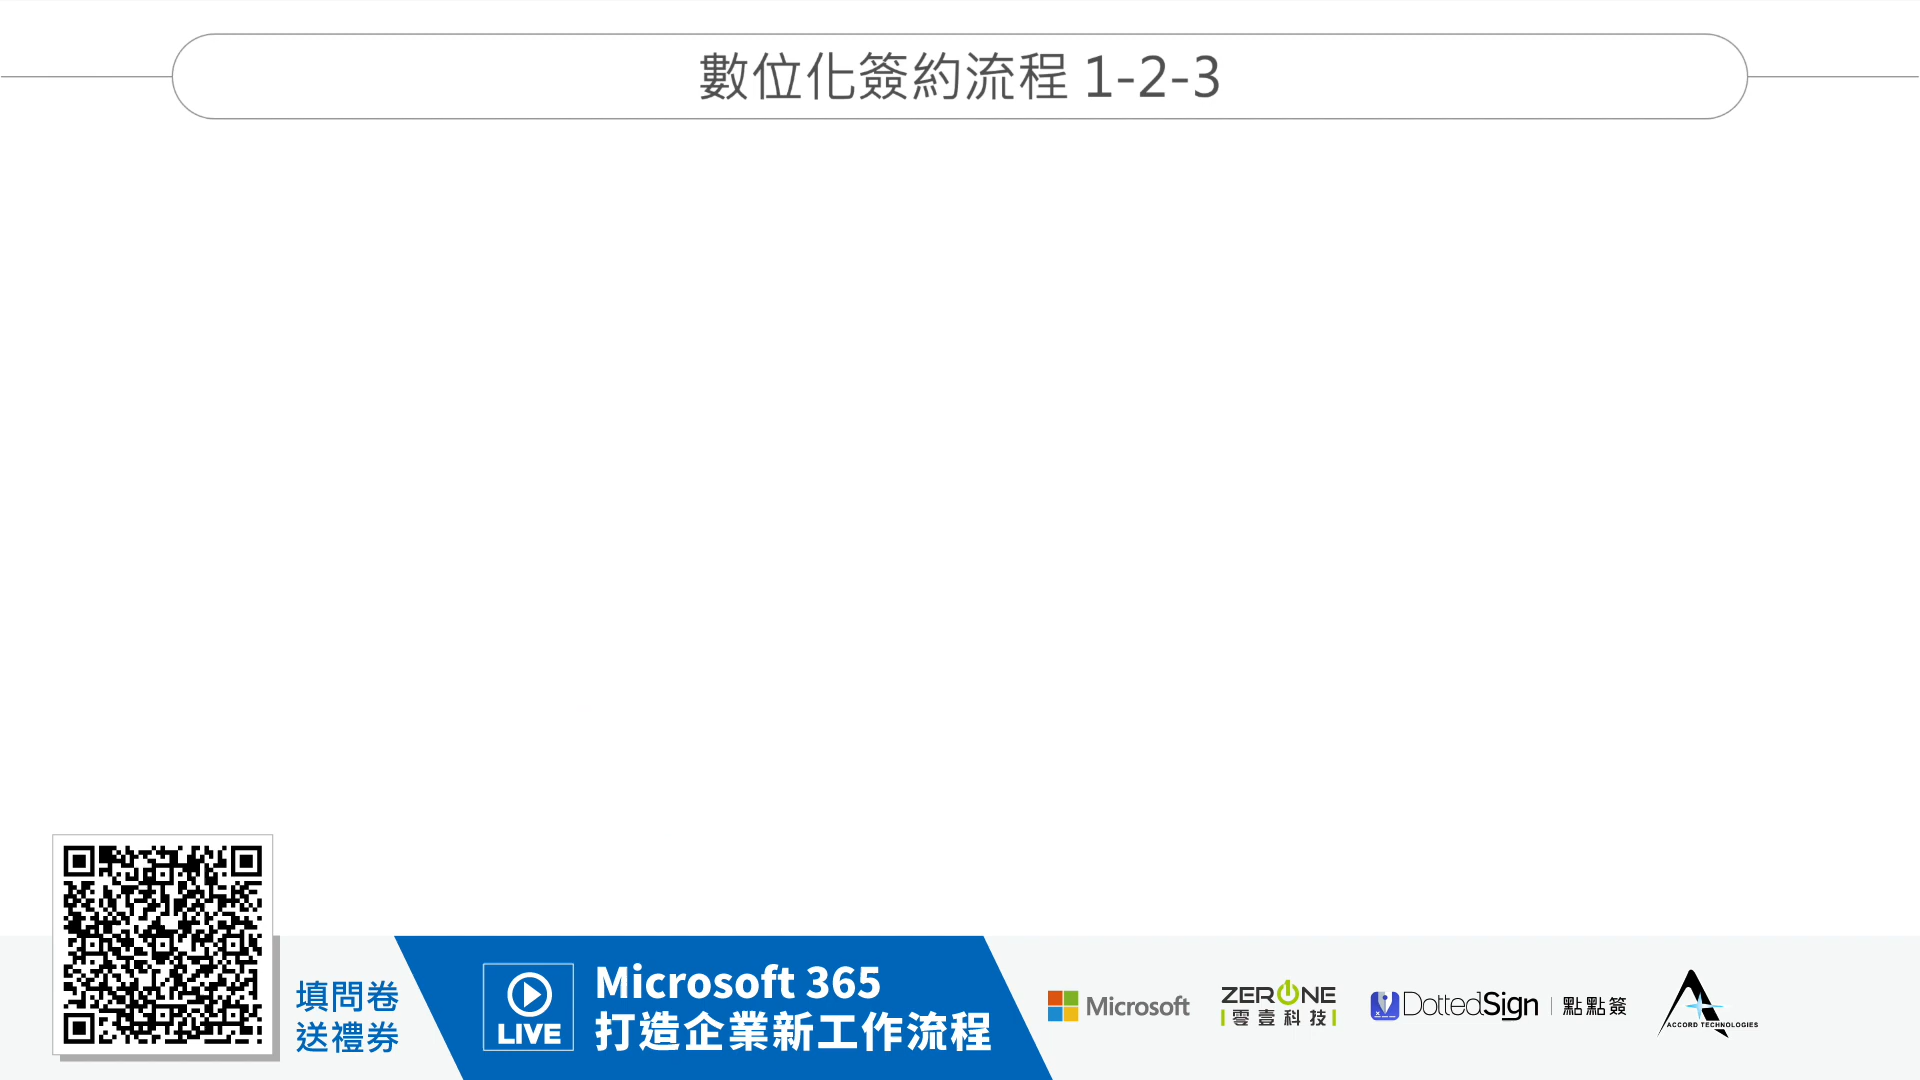 數位化簽約流程 1-2-3
填問卷
送禮券
LIVE
Microsoft 365
打造企業新工作流程
Microsoft
ZERONE
零壹科技
DottedSign | 點點簽
ACCORD TECHNOLOGIES